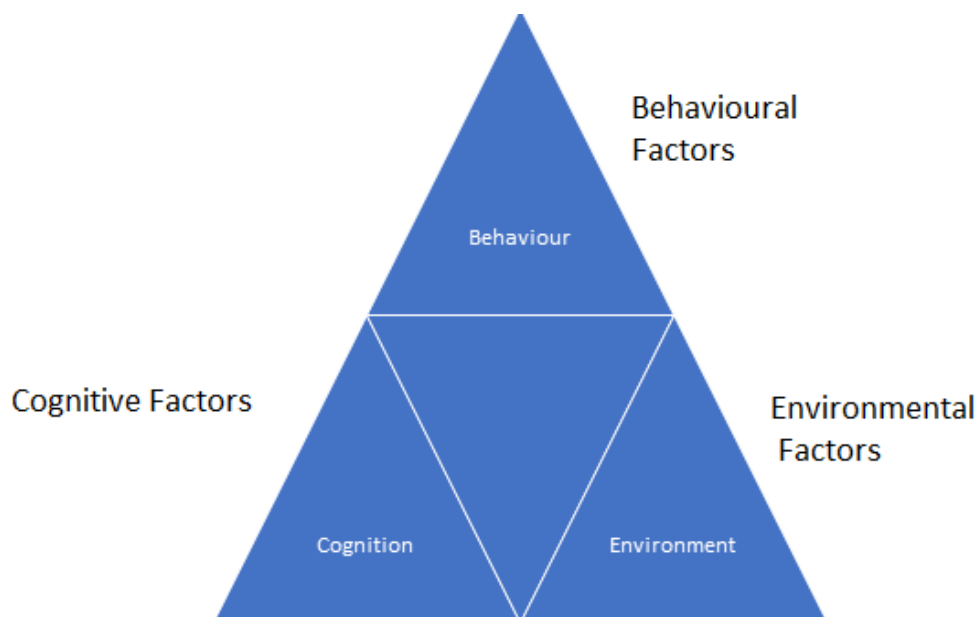 Behavioural
Factors
Behaviour
Cognitive Factors
Environmental
Factors
Cognition
Environment